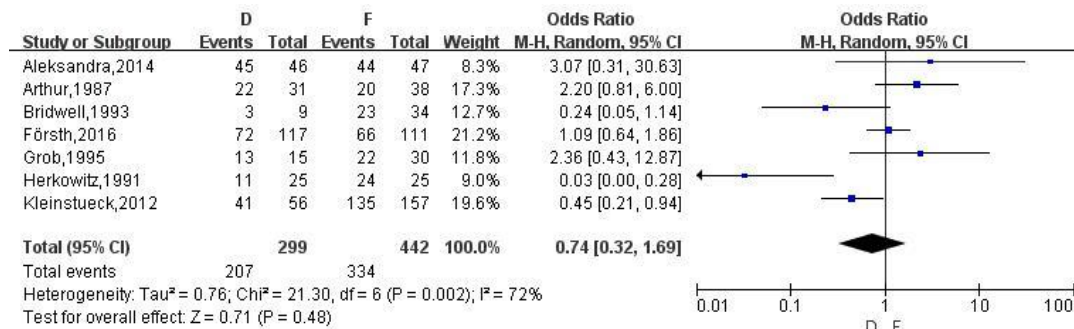 D F Odds Ratio Odds Ratio
Study or Subgroup Events Total Events Total Weight M-H, Random, 95% CI M-H, Random, 95% CI
Aleksandra,2014 45 46 44 47 8.3% 3.07 [0.31, 30.63]
Arthur,1987 22 31 20 38 17.3% 2.20 [0.81, 6.00]
Bridwell,1993 3 9 23 34 12.7% 0.24 [0.05, 1.14]
Försth,2016 72 117 66 111 21.2% 1.09 [0.64, 1.86]
Grob,1995 13 15 22 30 11.8% 2.36 [0.43, 12.87]
Herkowitz,1991 11 25 24 25 9.0% 0.03 [0.00, 0.28]
Kleinstueck,2012 41 56 135 157 19.6% 0.45 [0.21, 0.94]
Total (95% CI) 299 442 100.0% 0.74 [0.32, 1.69]
Total events 207 334
Heterogeneity: Tau² = 0.76; Chi² = 21.30, df = 6 (P = 0.002); I² = 72%
Test for overall effect: Z = 0.71 (P = 0.48)
0.01 0.1 1 10 100
D F